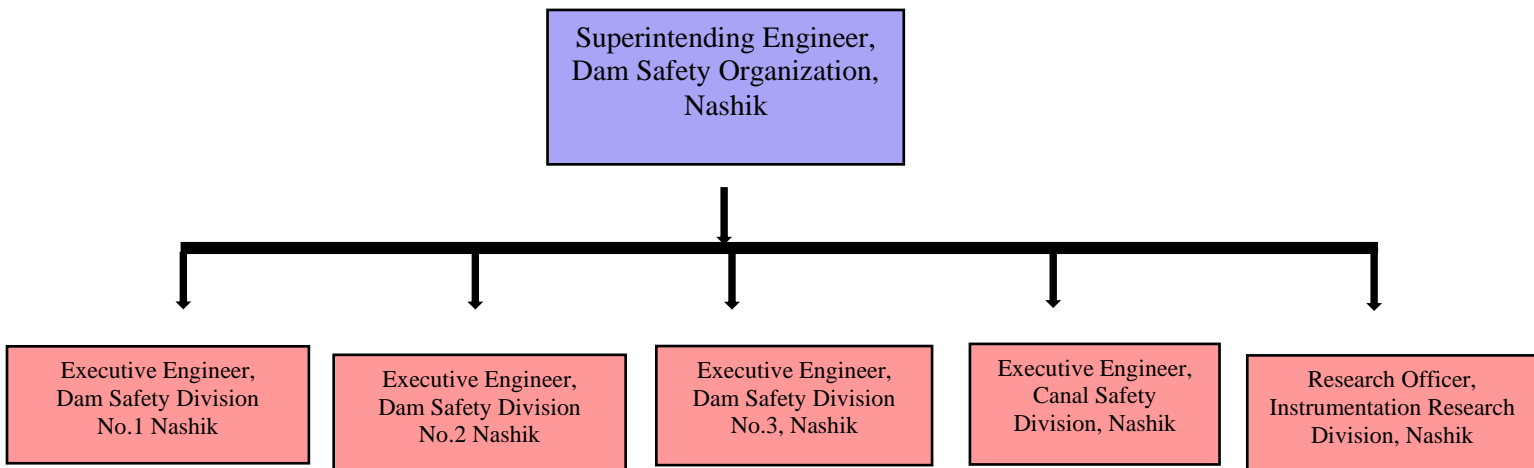 Superintending Engineer,
Dam Safety Organization,
Nashik
Executive Engineer,
Dam Safety Division
No.1 Nashik
Executive Engineer,
Dam Safety Division
No.2 Nashik
Executive Engineer,
Dam Safety Division
No.3, Nashik
Executive Engineer,
Canal Safety
Division, Nashik
Research Officer,
Instrumentation Research
Division, Nashik